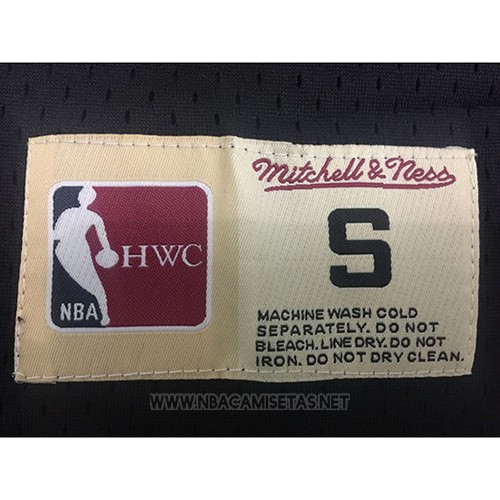 Mitchell & Ness
HWC
NBA
S
MACHINE WASH COLD
SEPARATELY. DO NOT
BLEACH. LINE DRY. DO NOT
IRON. DO NOT DRY CLEAN.
WWW.NBACAMISETAS.NET